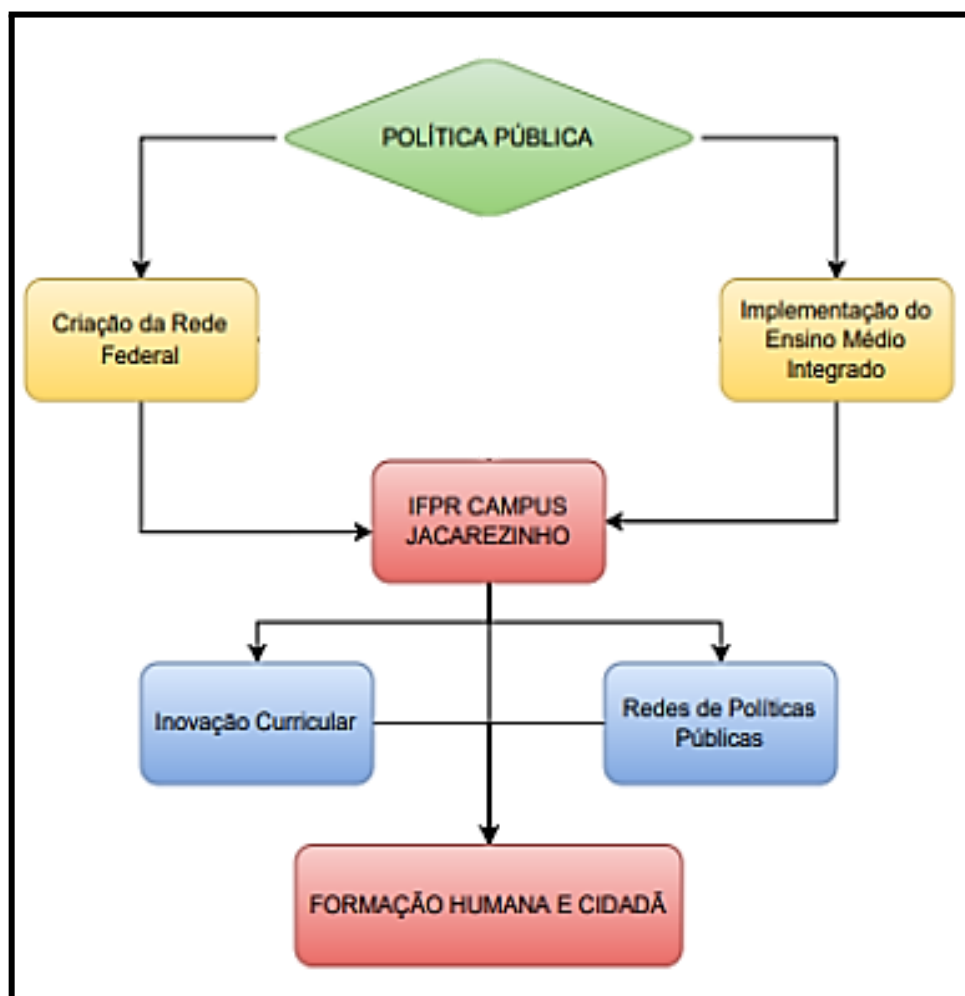 POLÍTICA PÚBLICA
Criação da Rede
Federal
Implementação do
Ensino Médio
Integrado
IFPR CAMPUS
JACAREZINHO
Inovação Curricular
Redes de Políticas
Públicas
FORMAÇÃO HUMANA E CIDADÃ